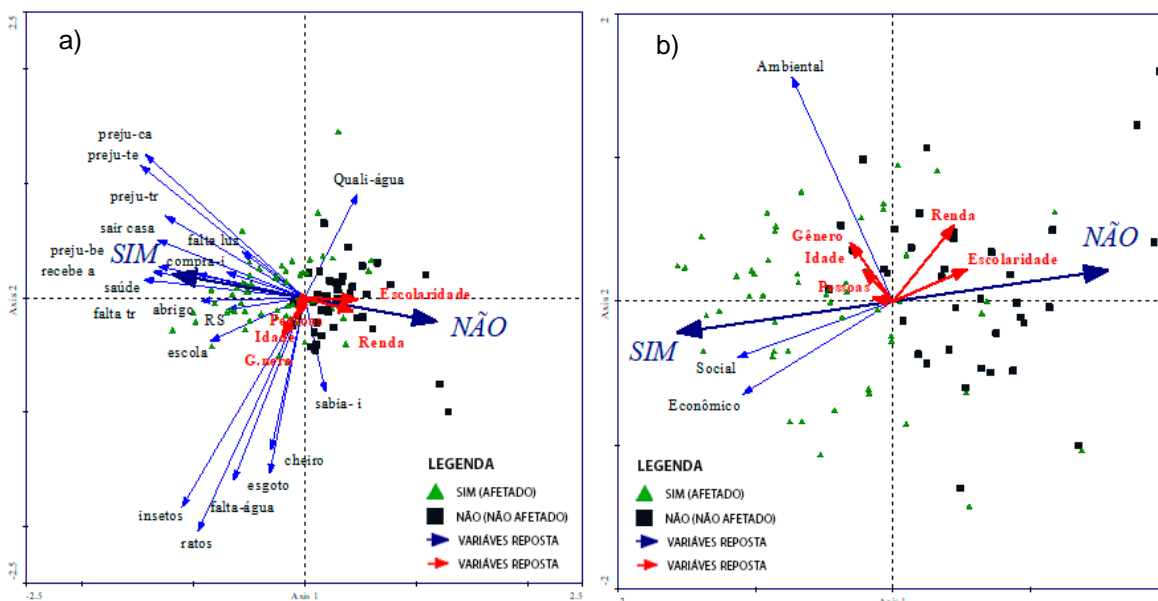 a)
2.5
preju-ca
preju-te
Quali-água
preju-tr
sair casa
falta luz
preju-be
SIM
compra-i
recebe a
saúde
Escolaridade
falta tr
abrigo
RS
Pessoas
NÃO
Idade
Renda
escola
G.nero
sabia- i
cheiro
esgoto
falta-água
insetos
ratos
Axis 2
-2.5
-2.5
Axis 1
2.5
LEGENDA
SIM (AFETADO)
NÃO (NÃO AFETADO)
VARIÁVES REPOSTA
VARIÁVES REPOSTA
b)
2
Ambiental
Renda
Gênero
NÃO
Idade
Escolaridade
Pessoas
SIM
Social
Econômico
Axis 2
-2
LEGENDA
SIM (AFETADO)
NÃO (NÃO AFETADO)
VARIÁVES REPOSTA
VARIÁVES REPOSTA